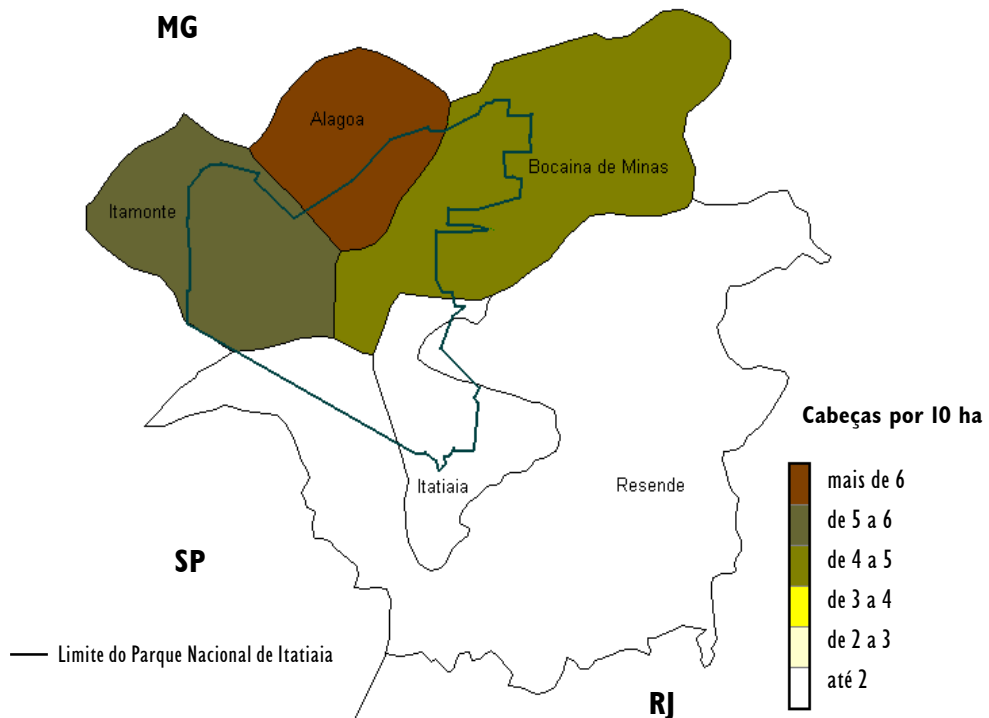 MG
Alagoa
Bocaina de Minas
Itamonte
Cabeças por 10 ha
mais de 6
de 5 a 6
de 4 a 5
de 3 a 4
de 2 a 3
até 2
Itatiaia
Resende
SP
Limite do Parque Nacional de Itatiaia
RJ